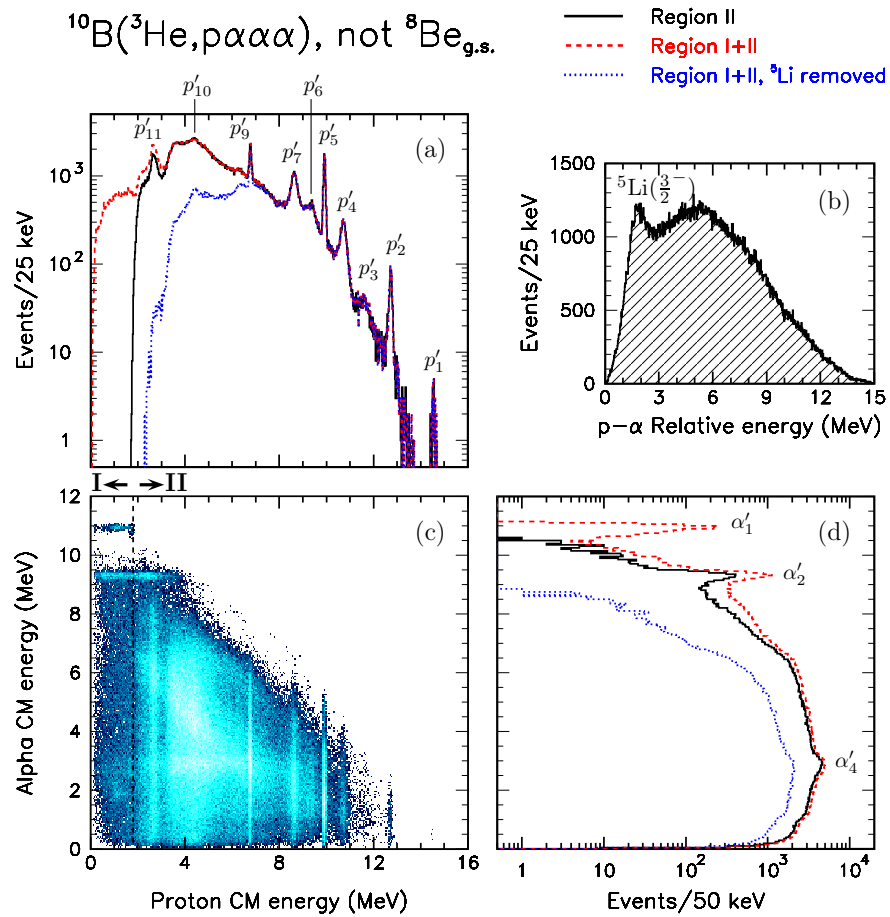 ¹⁰B(³He,pααα), not ⁸Be_g.s.
Region II
Region I+II
Region I+II, ⁵Li removed
(a)
p′₁₁
p′₁₀
p′₉
p′₇
p′₆
p′₅
p′₄
p′₃
p′₂
p′₁
10³
10²
10
1
Events/25 keV
(b)
⁵Li(3/2⁻)
1500
1000
500
0
Events/25 keV
0 3 6 9 12 15
p−α Relative energy (MeV)
I II
(c)
12
10
8
6
4
2
0
Alpha CM energy (MeV)
0 4 8 12 16
Proton CM energy (MeV)
(d)
α′₁
α′₂
α′₄
1 10 10² 10³ 10⁴
Events/50 keV